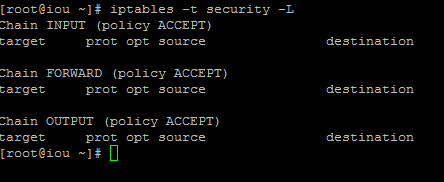 [root@iou ~]# iptables -t security -L
Chain INPUT (policy ACCEPT)
target     prot opt source               destination

Chain FORWARD (policy ACCEPT)
target     prot opt source               destination

Chain OUTPUT (policy ACCEPT)
target     prot opt source               destination
[root@iou ~]#